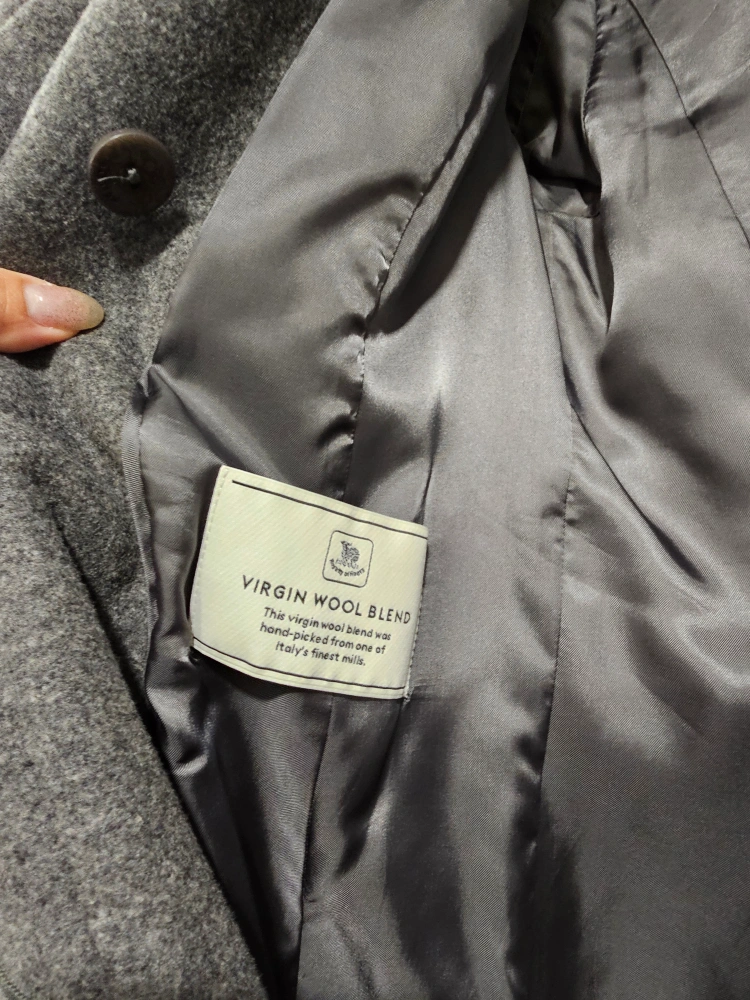 VIRGIN WOOL BLEND
This virgin wool blend was
hand-picked from one of
Italy's finest mills.